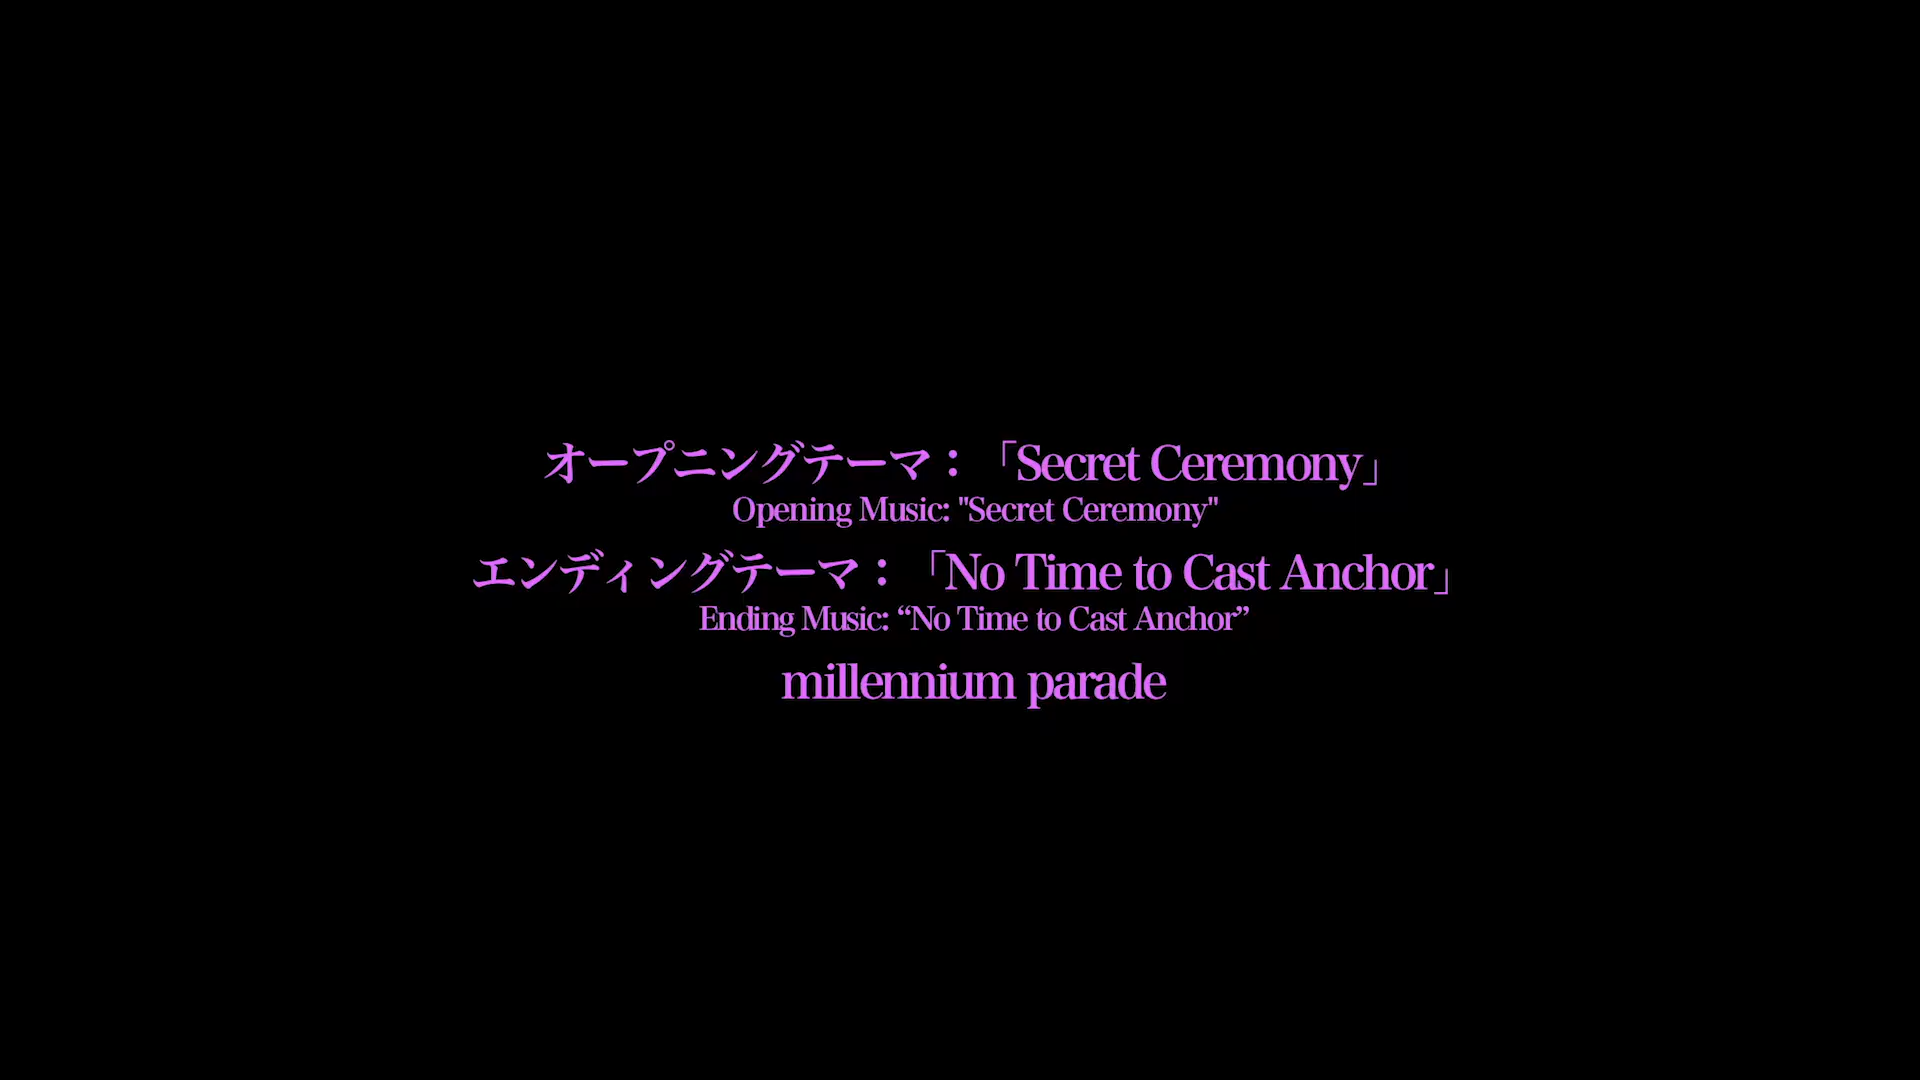 オープニングテーマ：「Secret Ceremony」
Opening Music: "Secret Ceremony"
エンディングテーマ：「No Time to Cast Anchor」
Ending Music: “No Time to Cast Anchor”
millennium parade